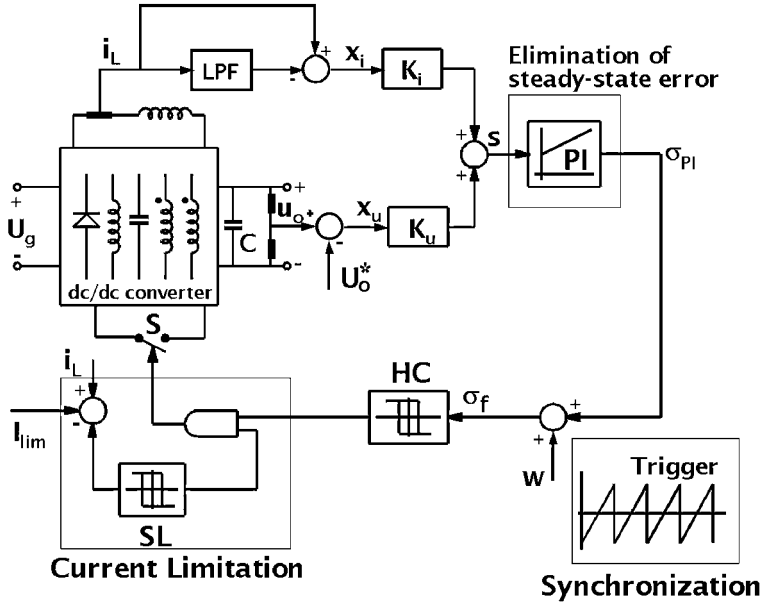 i_L
LPF
+
-
x_i
K_i
Elimination of
steady-state error
+
+
s
PI
σ_PI
+
U_g
-
dc/dc converter
C
+
u_o
+
-
-
x_u
K_u
U_o^*
S
i_L
+
-
I_lim
SL
Current Limitation
HC
σ_f
+
+
w
Trigger
Synchronization